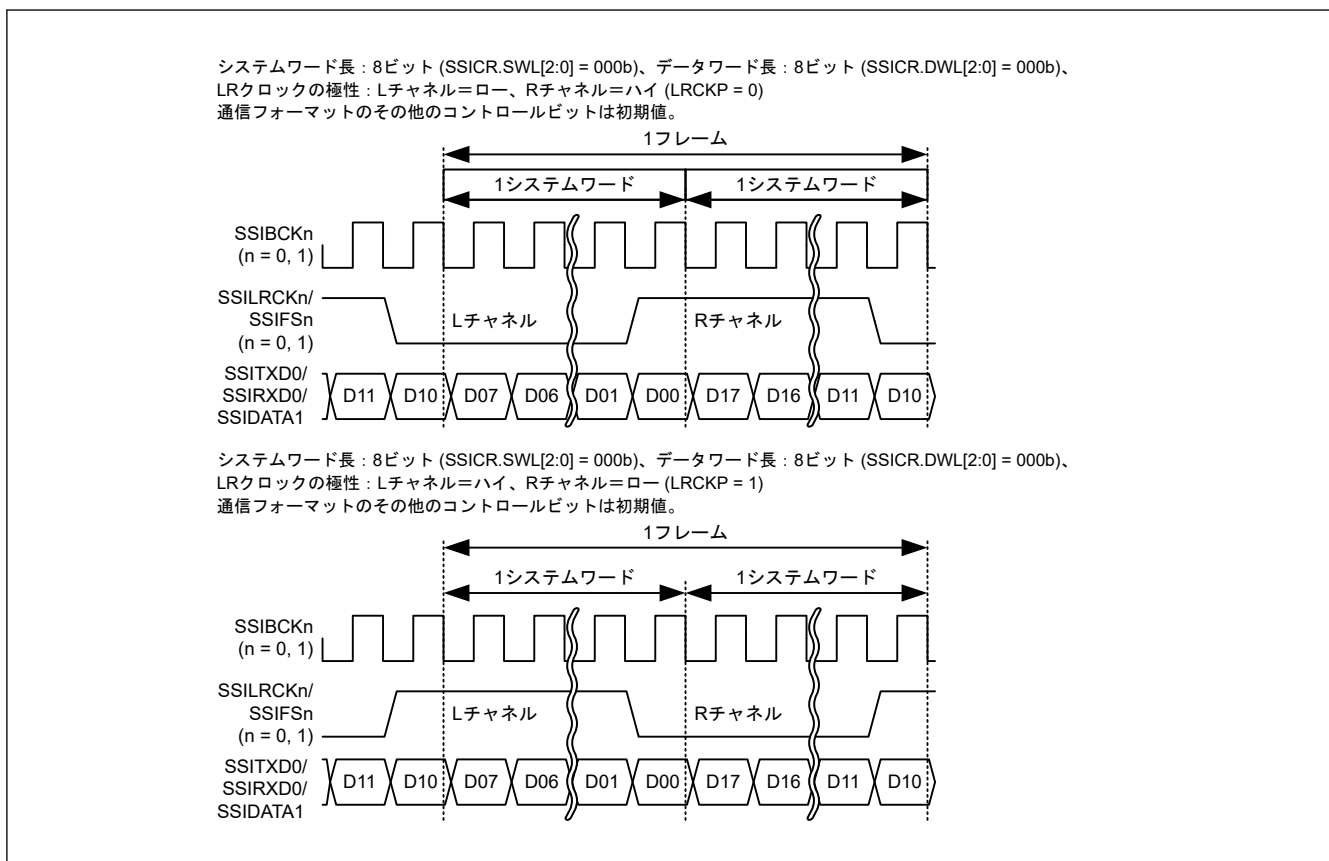 システムワード長：8ビット (SSICR.SWL[2:0] = 000b)、データワード長：8ビット (SSICR.DWL[2:0] = 000b)、
LRクロックの極性：Lチャネル＝ロー、Rチャネル＝ハイ (LRCKP = 0)
通信フォーマットのその他のコントロールビットは初期値。
1フレーム
1システムワード 1システムワード
SSIBCKn
(n = 0, 1)
SSILRCKn/
SSIFSn
(n = 0, 1)
Lチャネル Rチャネル
SSITXD0/
SSIRXD0/
SSIDATA1
D11 D10 D07 D06 D01 D00 D17 D16 D11 D10
システムワード長：8ビット (SSICR.SWL[2:0] = 000b)、データワード長：8ビット (SSICR.DWL[2:0] = 000b)、
LRクロックの極性：Lチャネル＝ハイ、Rチャネル＝ロー (LRCKP = 1)
通信フォーマットのその他のコントロールビットは初期値。
1フレーム
1システムワード 1システムワード
SSIBCKn
(n = 0, 1)
SSILRCKn/
SSIFSn
(n = 0, 1)
Lチャネル Rチャネル
SSITXD0/
SSIRXD0/
SSIDATA1
D11 D10 D07 D06 D01 D00 D17 D16 D11 D10